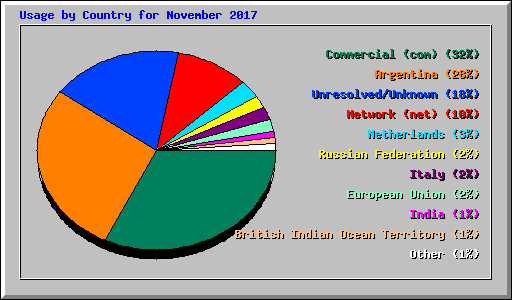 Usage by Country for November 2017
Commercial (com) (32%)
Argentina (28%)
Unresolved/Unknown (18%)
Network (net) (10%)
Netherlands (3%)
Russian Federation (2%)
Italy (2%)
European Union (2%)
India (1%)
British Indian Ocean Territory (1%)
Other (1%)